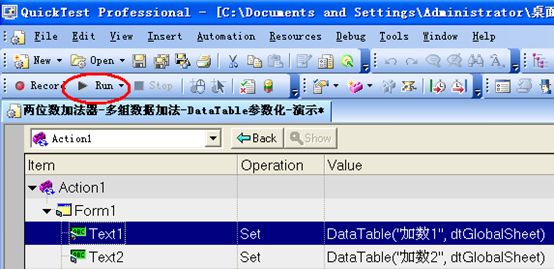 QuickTest Professional - [C:\Documents and Settings\Administrator\桌面
File Edit View Insert Automation Resources Debug Tools Window Help
New Open
Record Run Stop
两位数加法器-多组数据加法-DataTable参数化-演示*
Action1 Back Show
Item Operation Value
Action1
Form1
Text1 Set DataTable("加数1", dtGlobalSheet)
Text2 Set DataTable("加数2", dtGlobalSheet)